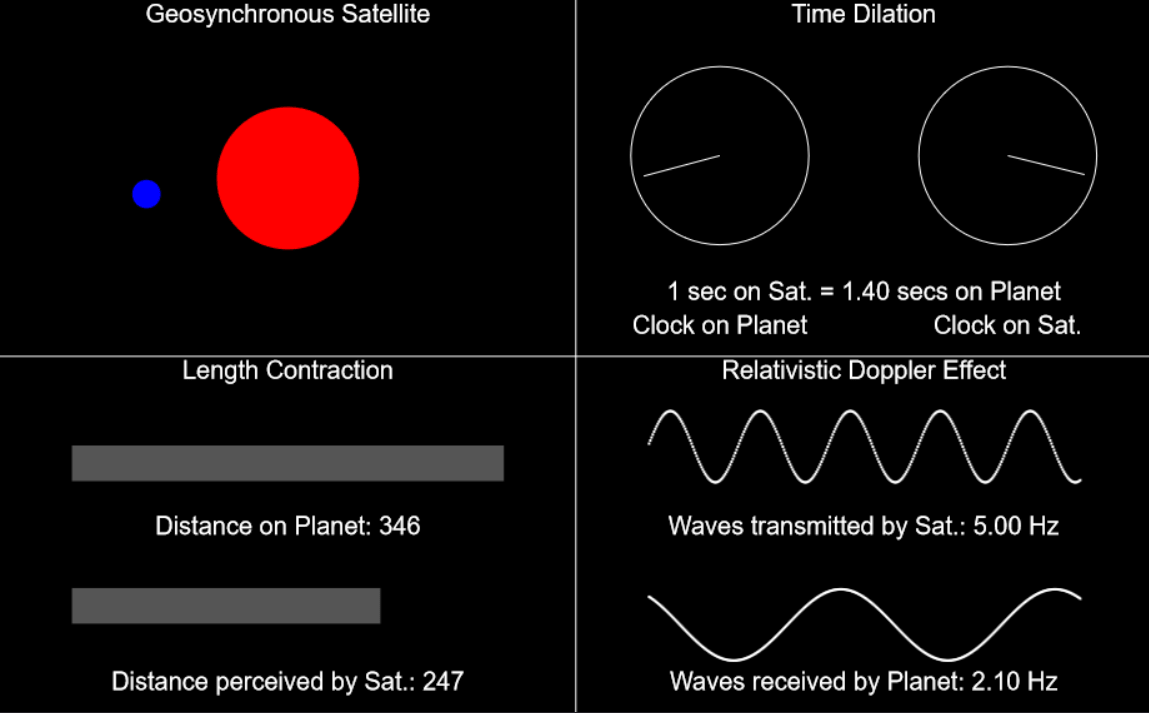 Geosynchronous Satellite
Time Dilation
1 sec on Sat. = 1.40 secs on Planet
Clock on Planet
Clock on Sat.
Length Contraction
Distance on Planet: 346
Distance perceived by Sat.: 247
Relativistic Doppler Effect
Waves transmitted by Sat.: 5.00 Hz
Waves received by Planet: 2.10 Hz